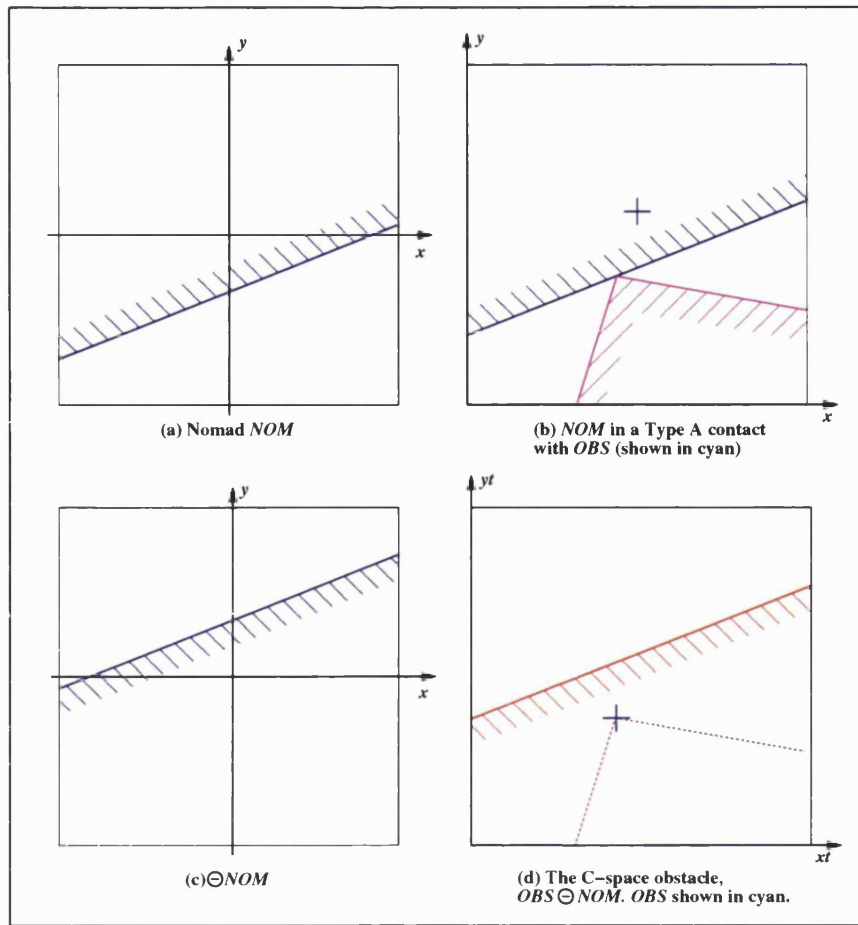 y
x
(a) Nomad NOM
y
x
(b) NOM in a Type A contact
with OBS (shown in cyan)
y
x
(c)⊖NOM
yt
xt
(d) The C-space obstacle,
OBS ⊖ NOM. OBS shown in cyan.